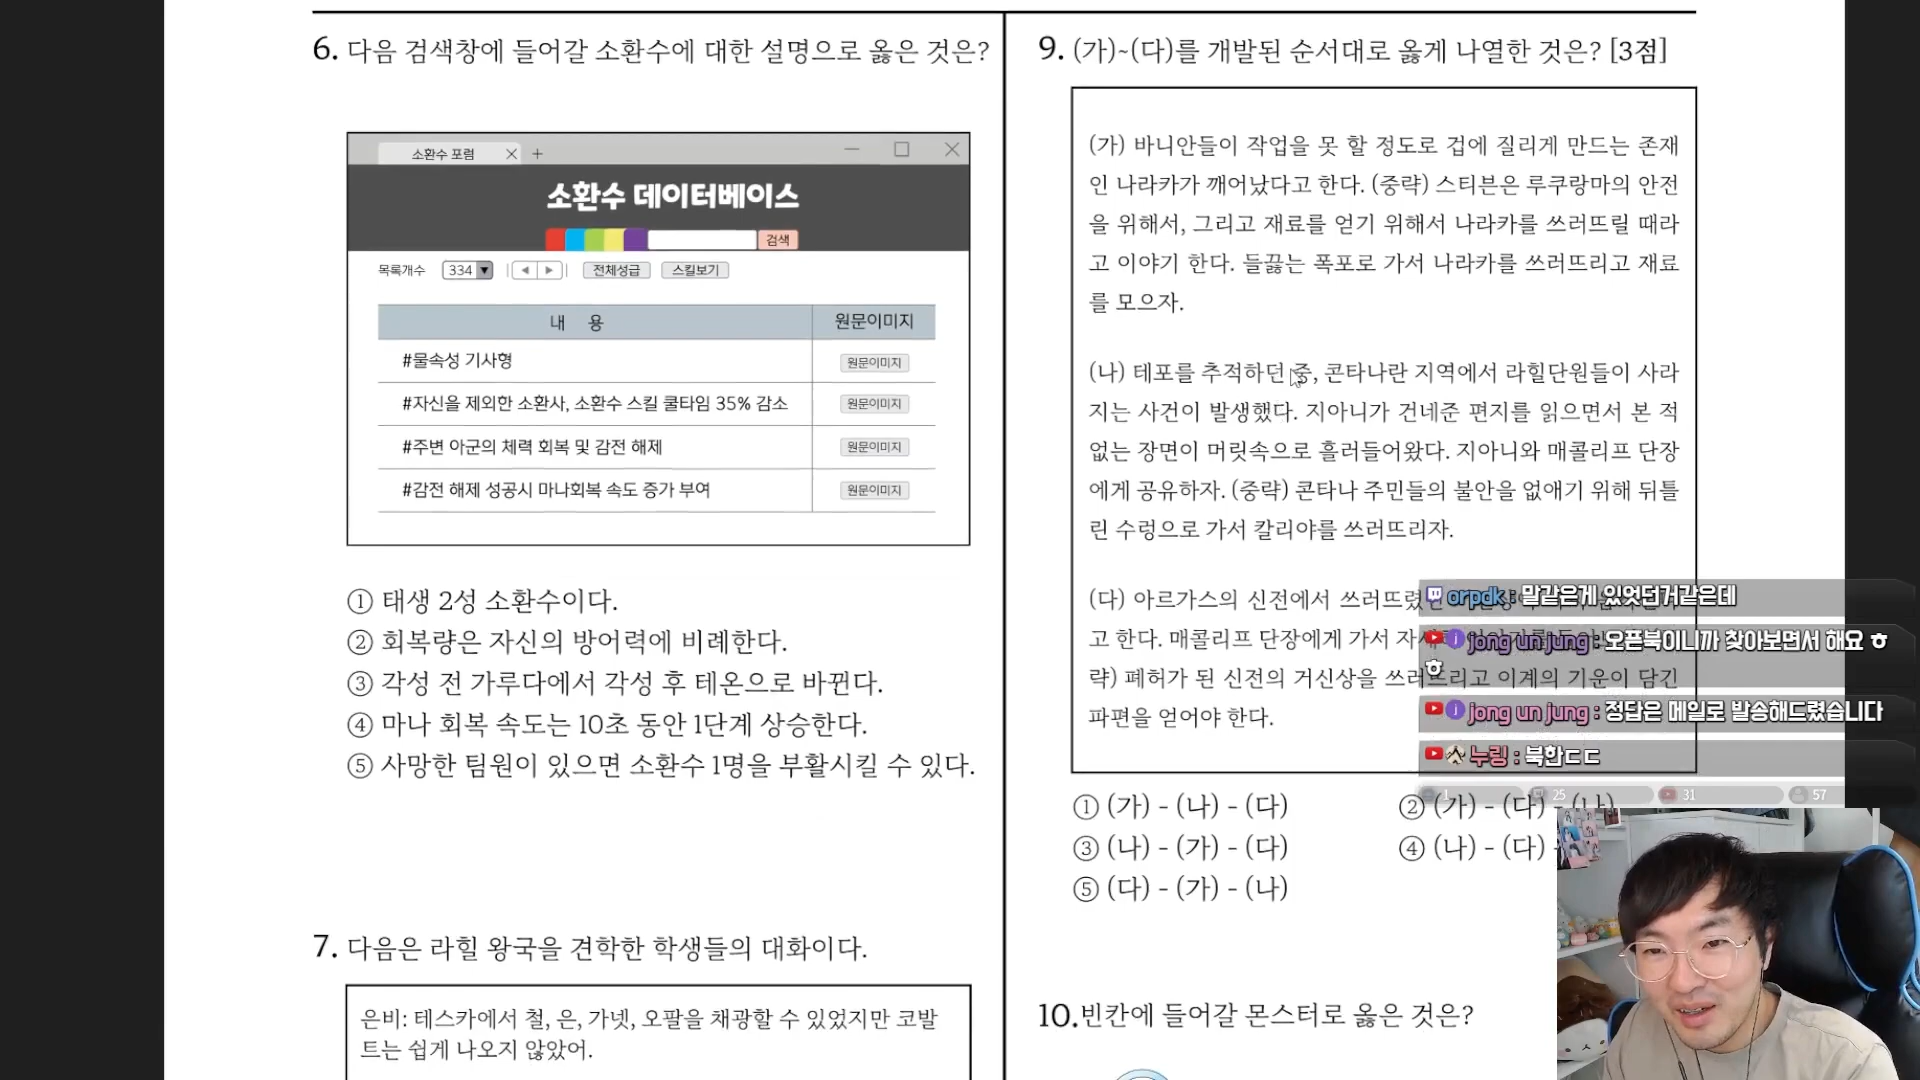 6. 다음 검색창에 들어갈 소환수에 대한 설명으로 옳은 것은?
소환수 포럼
소환수 데이터베이스
검색
목록개수 334 전체성급 스킬보기
내 용 원문이미지
#물속성 기사형 원문이미지
#자신을 제외한 소환사, 소환수 스킬 쿨타임 35% 감소 원문이미지
#주변 아군의 체력 회복 및 감전 해제 원문이미지
#감전 해제 성공시 마나회복 속도 증가 부여 원문이미지
① 태생 2성 소환수이다.
② 회복량은 자신의 방어력에 비례한다.
③ 각성 전 가루다에서 각성 후 테온으로 바뀐다.
④ 마나 회복 속도는 10초 동안 1단계 상승한다.
⑤ 사망한 팀원이 있으면 소환수 1명을 부활시킬 수 있다.
7. 다음은 라힐 왕국을 견학한 학생들의 대화이다.
은비: 테스카에서 철, 은, 가넷, 오팔을 채광할 수 있었지만 코발
트는 쉽게 나오지 않았어.
9. (가)~(다)를 개발된 순서대로 옳게 나열한 것은? [3점]
(가) 바니안들이 작업을 못 할 정도로 겁에 질리게 만드는 존재
인 나라카가 깨어났다고 한다. (중략) 스티븐은 루쿠랑마의 안전
을 위해서, 그리고 재료를 얻기 위해서 나라카를 쓰러뜨릴 때라
고 이야기 한다. 들끓는 폭포로 가서 나라카를 쓰러뜨리고 재료
를 모으자.
(나) 테포를 추적하던 중, 콘타나란 지역에서 라힐단원들이 사라
지는 사건이 발생했다. 지아니가 건네준 편지를 읽으면서 본 적
없는 장면이 머릿속으로 흘러들어왔다. 지아니와 매콜리프 단장
에게 공유하자. (중략) 콘타나 주민들의 불안을 없애기 위해 뒤틀
린 수렁으로 가서 칼리야를 쓰러뜨리자.
(다) 아르가스의 신전에서 쓰러뜨렸
고 한다. 매콜리프 단장에게 가서
략) 폐허가 된 신전의 거신상을 쓰러뜨리고 이계의 기운이 담긴
파편을 얻어야 한다.
① (가) - (나) - (다) ② (가) - (다) - (나)
③ (나) - (가) - (다) ④ (나) - (다) -
⑤ (다) - (가) - (나)
10. 빈칸에 들어갈 몬스터로 옳은 것은?
orpdk : 말같은게 있엇던거같은데
jong un jung : 오픈북이니까 찾아보면서 해요 ㅎ
ㅎ
jong un jung : 정답은 메일로 발송해드렸습니다
누링 : 북한ㄷㄷ
1 25 31 57